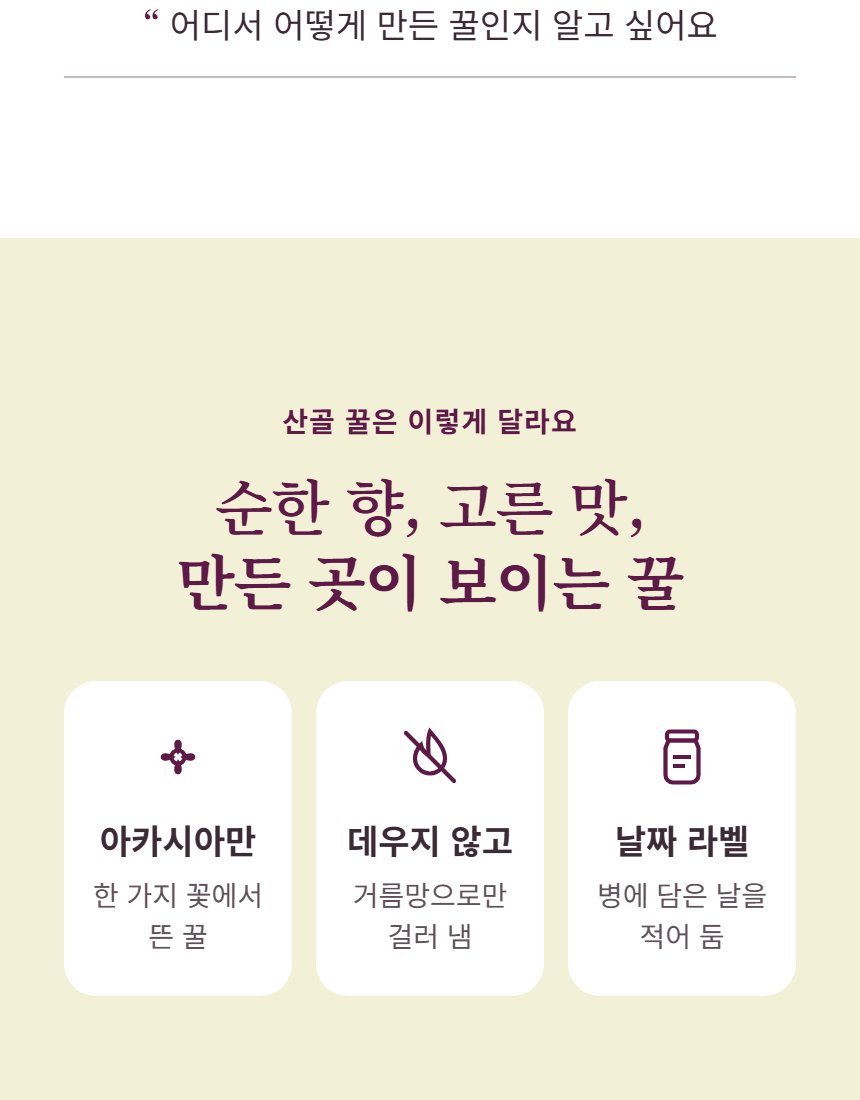 “ 어디서 어떻게 만든 꿀인지 알고 싶어요
산골 꿀은 이렇게 달라요
순한 향, 고른 맛,
만든 곳이 보이는 꿀
아카시아만
한 가지 꽃에서
뜬 꿀
데우지 않고
거름망으로만
걸러 냄
날짜 라벨
병에 담은 날을
적어 둠